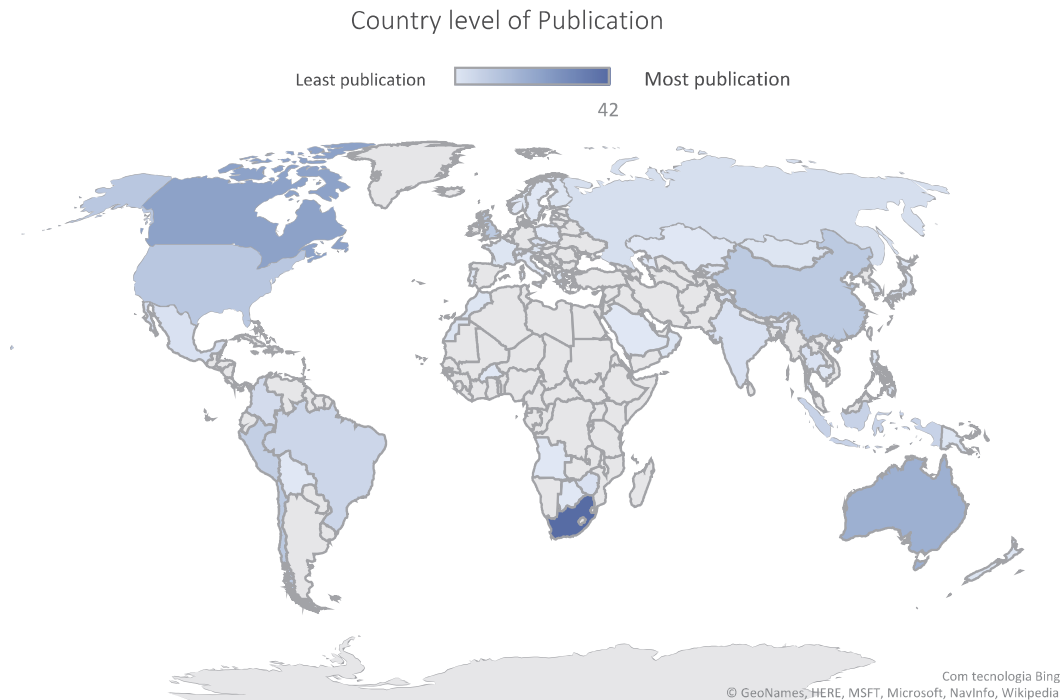 Country level of Publication
Least publication
Most publication
42
Com tecnologia Bing
© GeoNames, HERE, MSFT, Microsoft, NavInfo, Wikipedia